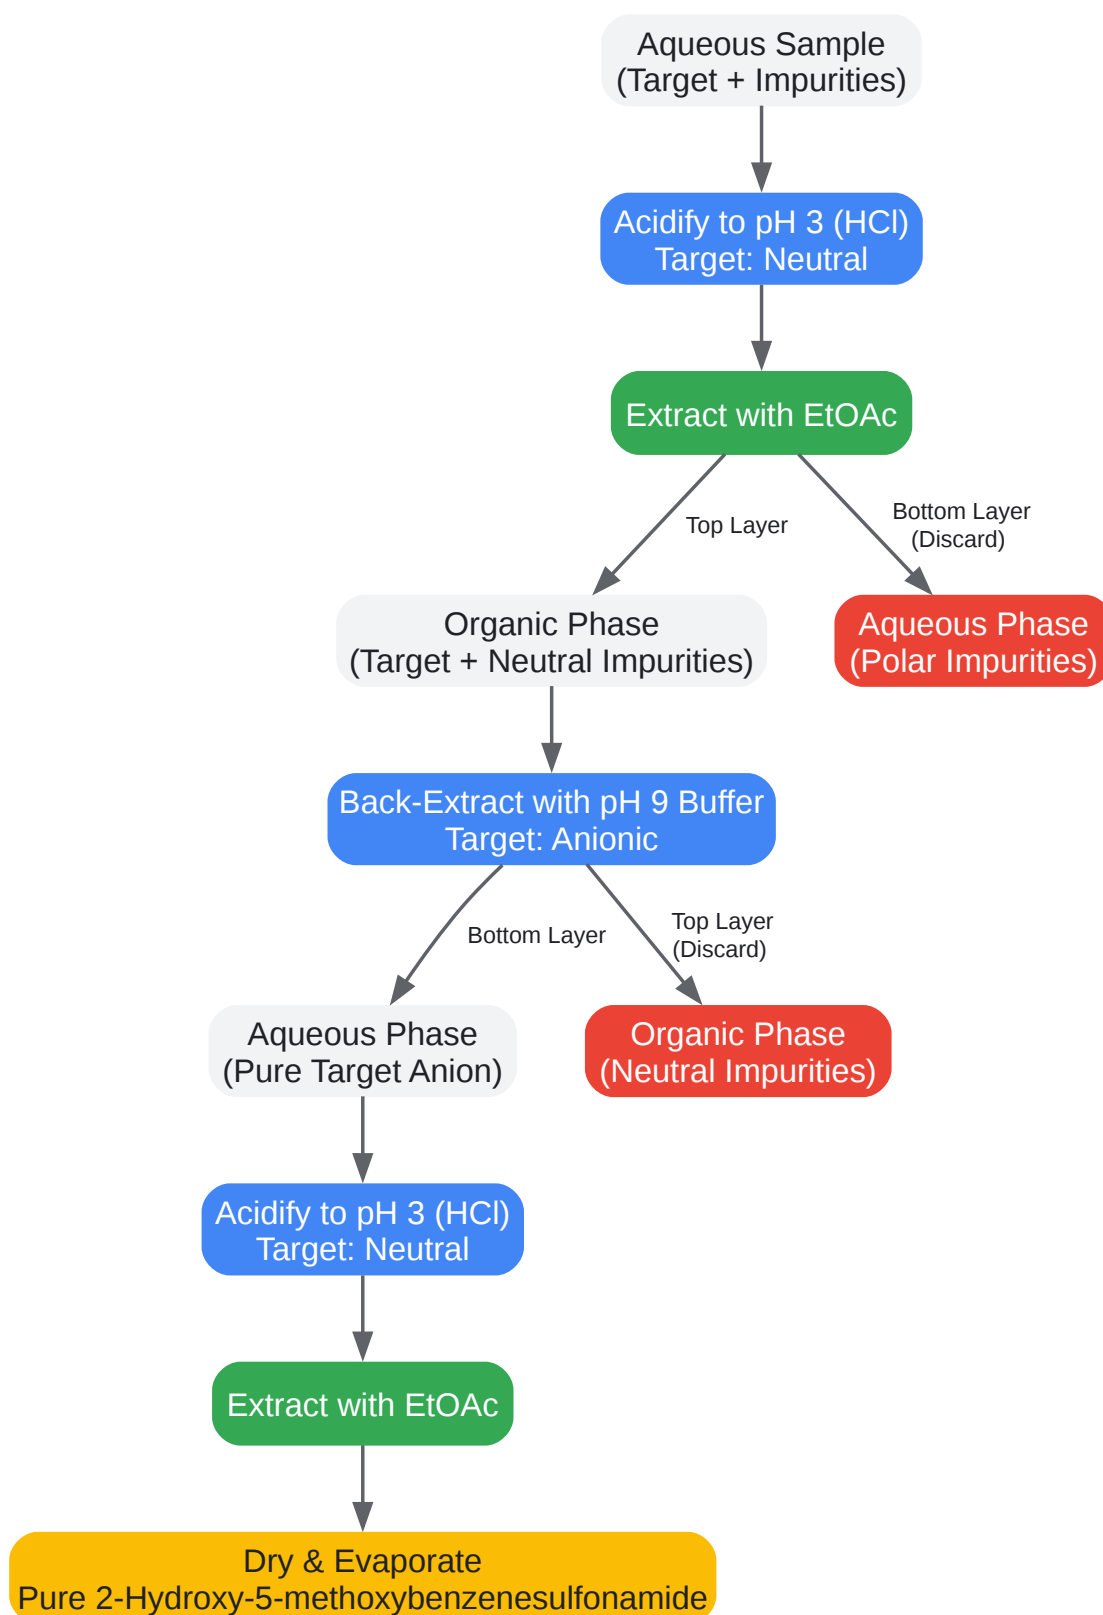 Aqueous Sample
(Target + Impurities)
Acidify to pH 3 (HCl)
Target: Neutral
Extract with EtOAc
Top Layer
Bottom Layer
(Discard)
Organic Phase
(Target + Neutral Impurities)
Aqueous Phase
(Polar Impurities)
Back-Extract with pH 9 Buffer
Target: Anionic
Bottom Layer
Top Layer
(Discard)
Aqueous Phase
(Pure Target Anion)
Organic Phase
(Neutral Impurities)
Acidify to pH 3 (HCl)
Target: Neutral
Extract with EtOAc
Dry & Evaporate
Pure 2-Hydroxy-5-methoxybenzenesulfonamide